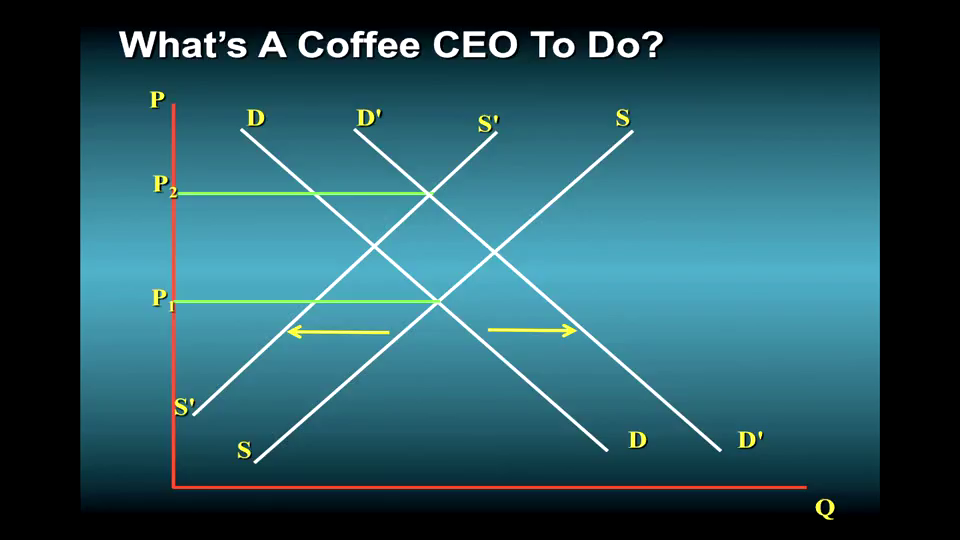 What's A Coffee CEO To Do?
P
D
D'
S'
S
P2
P1
S'
S
D
D'
Q